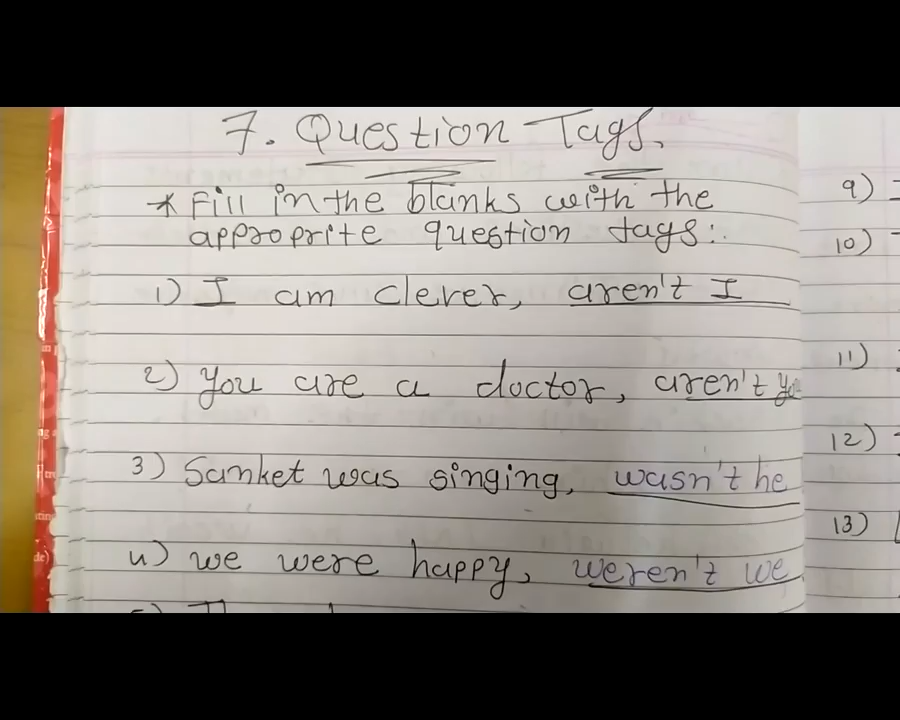 7. Question Tags.
* Fill in the blanks with the
approprite question tags:.
1) I am clever, aren't I
2) You are a doctor, aren't you
3) Sanket was singing, wasn't he
4) we were happy, weren't we
9)
10)
11)
12)
13)